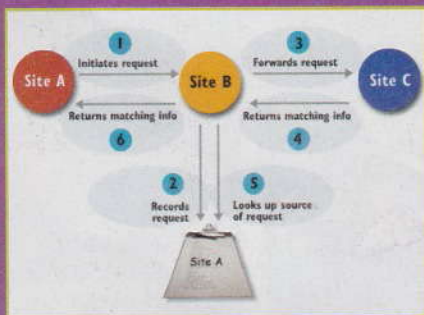 1
3
Initiates request
Forwards request
Site A
Site B
Site C
Returns matching info
Returns matching info
6
4
2
5
Records
request
Looks up source
of request
Site A